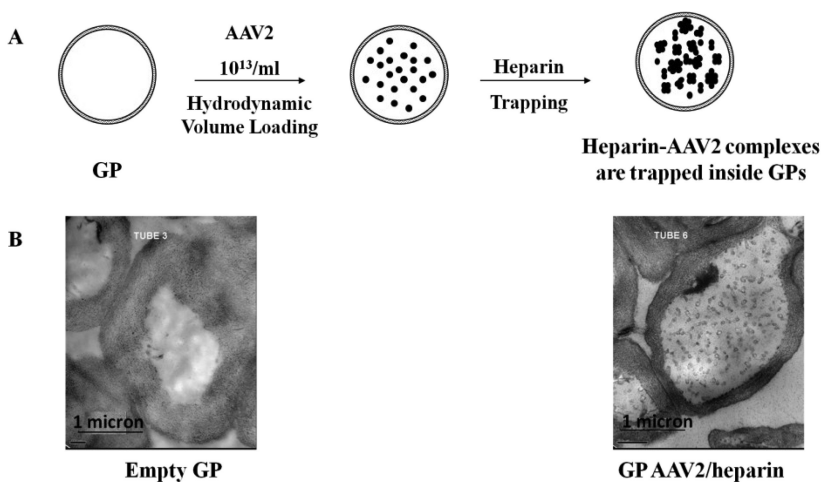 A
AAV2
10¹³/ml
Hydrodynamic
Volume Loading
Heparin
Trapping
GP
Heparin-AAV2 complexes
are trapped inside GPs
B
TUBE 3
1 micron
Empty GP
TUBE 6
1 micron
GP AAV2/heparin